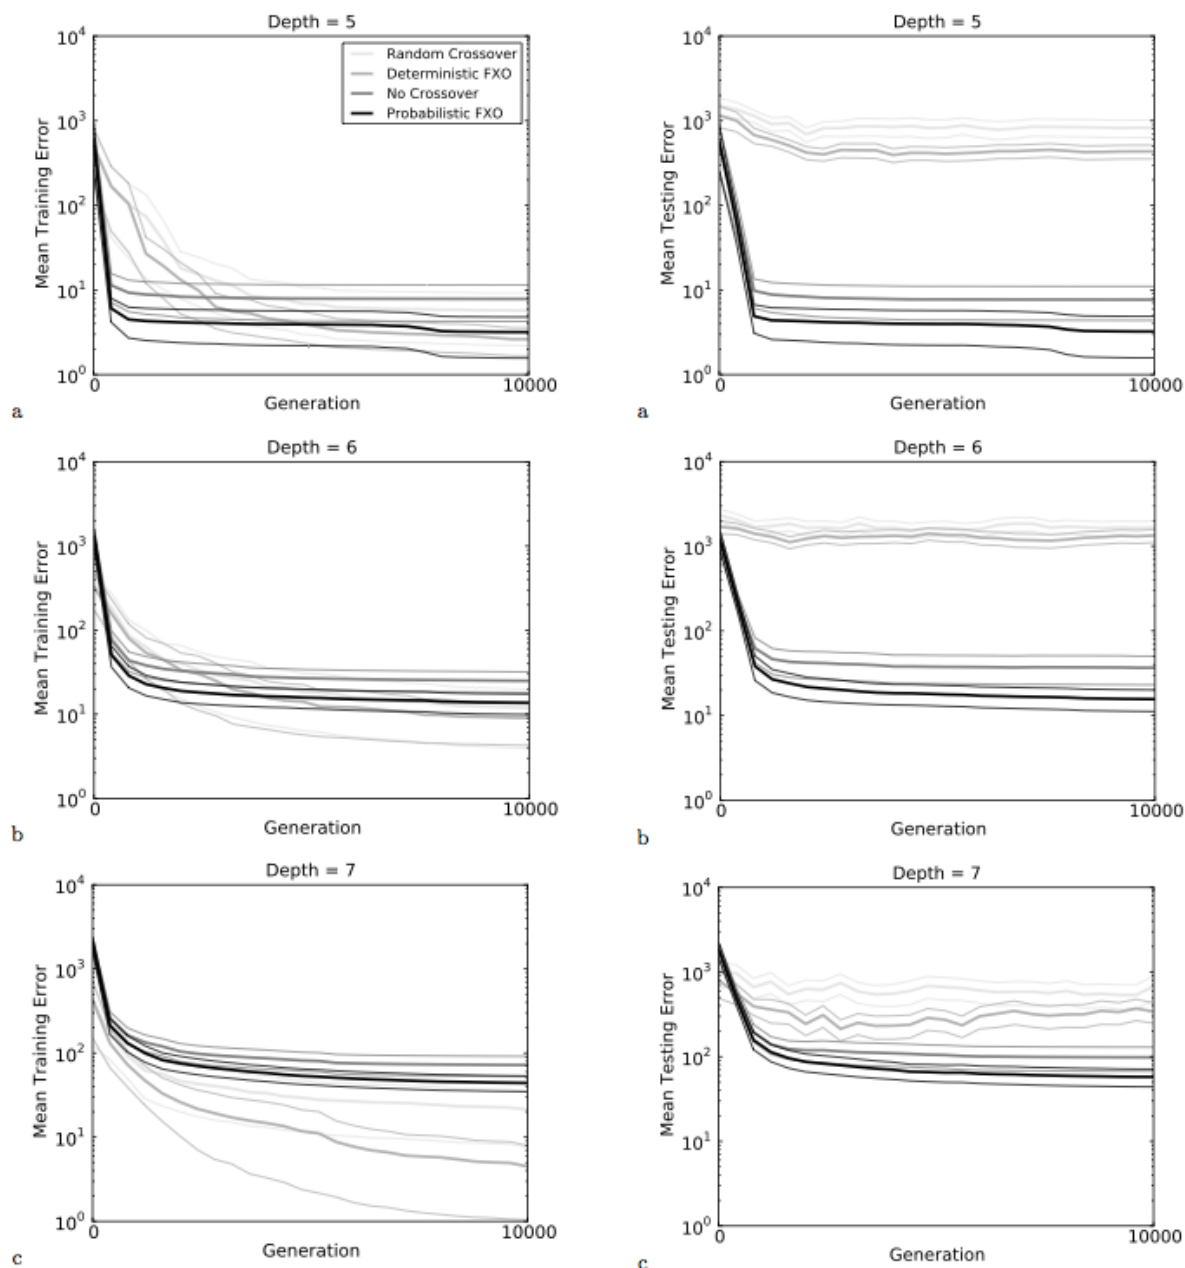 Depth = 5
10^4
10^3
10^2
10^1
10^0
Mean Training Error
Random Crossover
Deterministic FXO
No Crossover
Probabilistic FXO
0
10000
Generation
a
Depth = 5
10^4
10^3
10^2
10^1
10^0
Mean Testing Error
0
10000
Generation
a
Depth = 6
10^4
10^3
10^2
10^1
10^0
Mean Training Error
0
10000
Generation
b
Depth = 6
10^4
10^3
10^2
10^1
10^0
Mean Testing Error
0
10000
Generation
b
Depth = 7
10^4
10^3
10^2
10^1
10^0
Mean Training Error
0
10000
Generation
c
Depth = 7
10^4
10^3
10^2
10^1
10^0
Mean Testing Error
0
10000
Generation
c